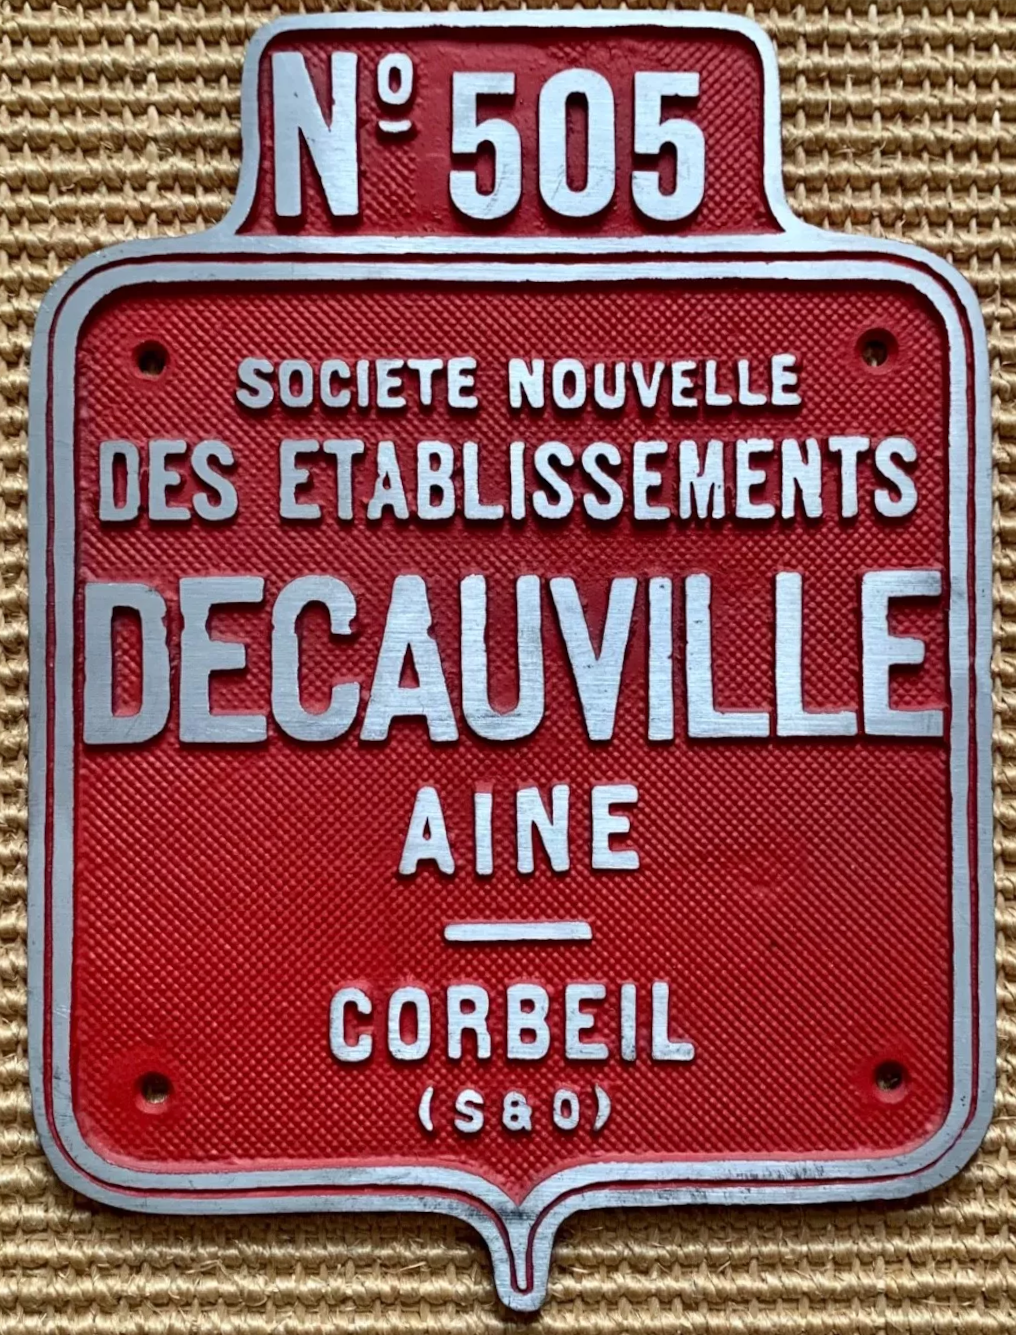 Nº 505
SOCIETE NOUVELLE
DES ETABLISSEMENTS
DECAUVILLE
AINE
CORBEIL
(S & O)